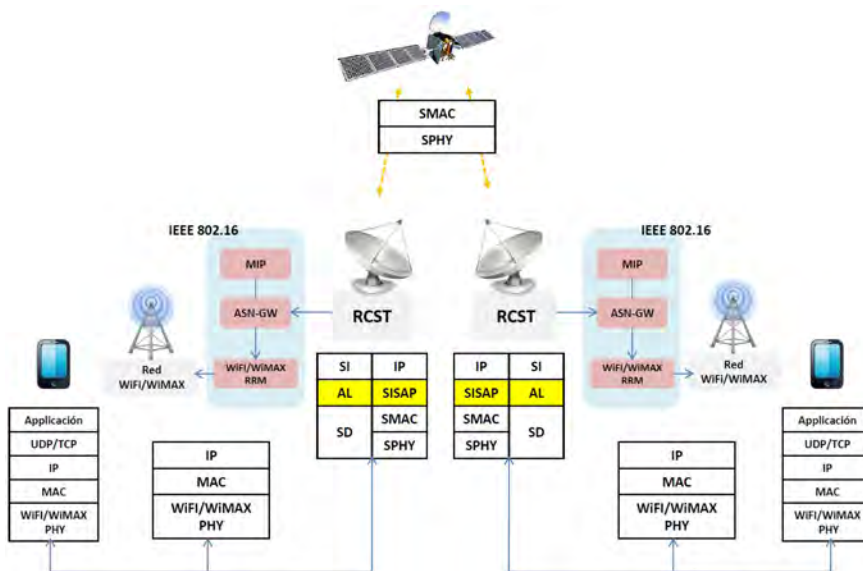 SMAC
SPHY
IEEE 802.16
IEEE 802.16
MIP
MIP
ASN-GW
RCST
RCST
ASN-GW
Red
WiFI/WiMAX
WiFI/WiMAX
RRM
WiFI/WiMAX
RRM
Red
WiFI/WiMAX
SI
IP
AL
SISAP
SD
SMAC
SPHY
IP
SI
SISAP
AL
SMAC
SD
SPHY
Applicación
UDP/TCP
IP
MAC
WiFI/WiMAX
PHY
IP
MAC
WiFI/WiMAX
PHY
IP
MAC
WiFI/WiMAX
PHY
Applicación
UDP/TCP
IP
MAC
WiFI/WiMAX
PHY